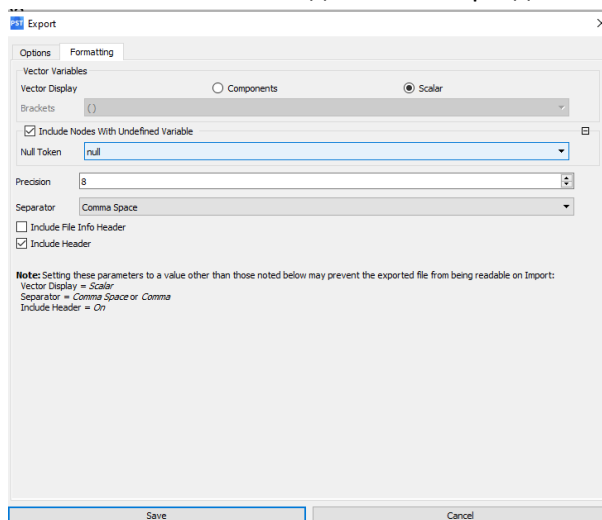 PST Export
Options Formatting
Vector Variables
Vector Display Components Scalar
Brackets ()
Include Nodes With Undefined Variable
Null Token null
Precision 8
Separator Comma Space
Include File Info Header
Include Header
Note: Setting these parameters to a value other than those noted below may prevent the exported file from being readable on Import:
Vector Display = Scalar
Separator = Comma Space or Comma
Include Header = On
Save Cancel